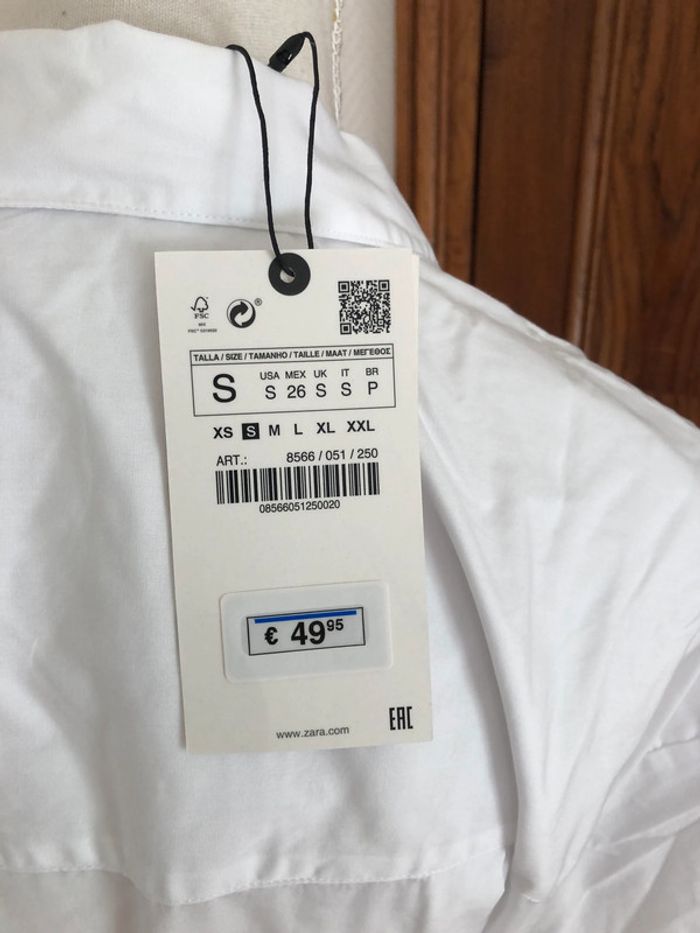 ®
FSC
MIX
TALLA / SIZE / TAMANHO / TAILLE / MAAT / ΜΕΓΕΘΟΣ
S
USA MEX UK IT BR
S 26 S S P
XS S M L XL XXL
ART.: 8566 / 051 / 250
08566051250020
€ 49 95
www.zara.com
EAC